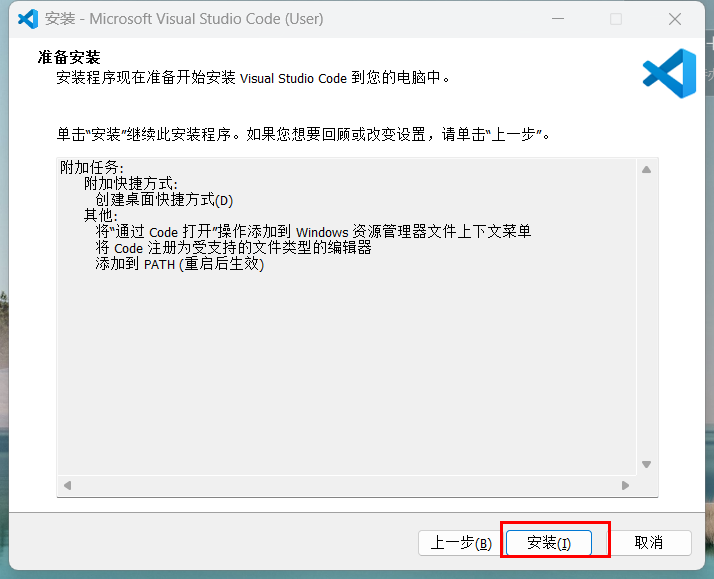 安装 - Microsoft Visual Studio Code (User)
准备安装
安装程序现在准备开始安装 Visual Studio Code 到您的电脑中。
单击“安装”继续此安装程序。如果您想要回顾或改变设置，请单击“上一步”。
附加任务:
附加快捷方式:
创建桌面快捷方式(D)
其他:
将“通过 Code 打开”操作添加到 Windows 资源管理器文件上下文菜单
将 Code 注册为受支持的文件类型的编辑器
添加到 PATH (重启后生效)
上一步(B) 安装(I) 取消